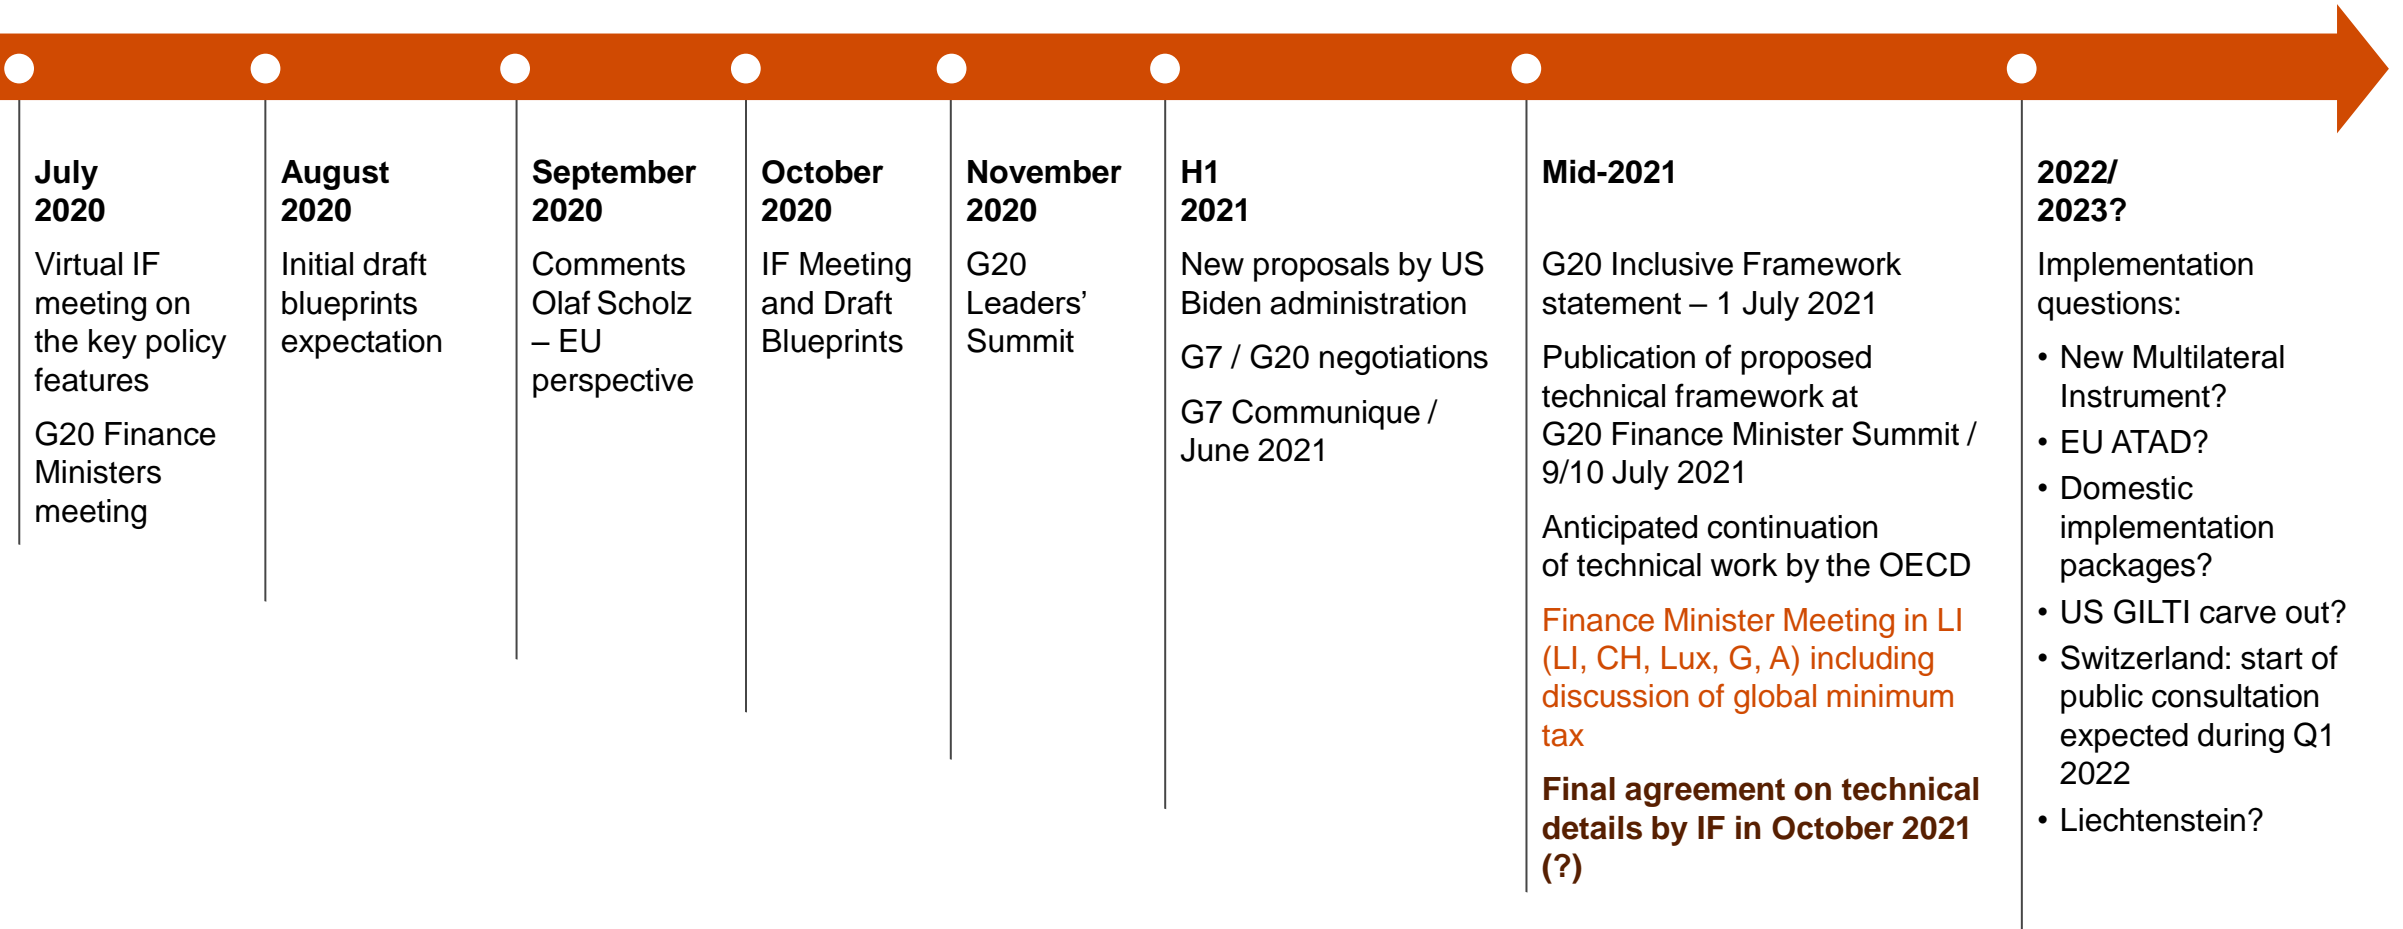 July
2020
Virtual IF
meeting on
the key policy
features
G20 Finance
Ministers
meeting
August
2020
Initial draft
blueprints
expectation
September
2020
Comments
Olaf Scholz
– EU
perspective
October
2020
IF Meeting
and Draft
Blueprints
November
2020
G20
Leaders’
Summit
H1
2021
New proposals by US
Biden administration
G7 / G20 negotiations
G7 Communique /
June 2021
Mid-2021
G20 Inclusive Framework
statement – 1 July 2021
Publication of proposed
technical framework at
G20 Finance Minister Summit /
9/10 July 2021
Anticipated continuation
of technical work by the OECD
Finance Minister Meeting in LI
(LI, CH, Lux, G, A) including
discussion of global minimum
tax
Final agreement on technical
details by IF in October 2021
(?)
2022/
2023?
Implementation
questions:
• New Multilateral
Instrument?
• EU ATAD?
• Domestic
implementation
packages?
• US GILTI carve out?
• Switzerland: start of
public consultation
expected during Q1
2022
• Liechtenstein?